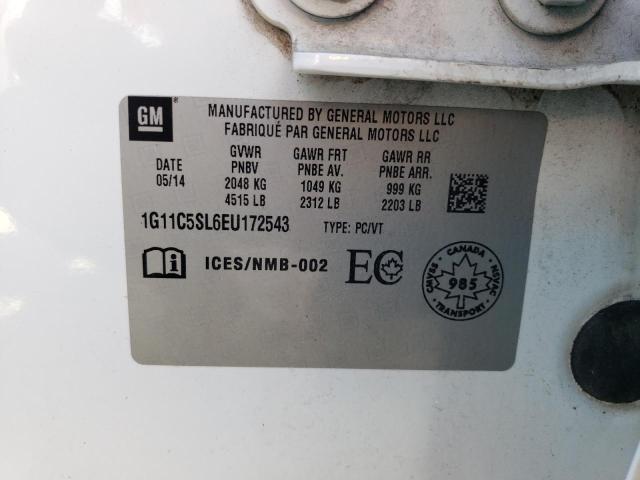 GM
MANUFACTURED BY GENERAL MOTORS LLC
FABRIQUÉ PAR GENERAL MOTORS LLC
DATE GVWR GAWR FRT GAWR RR
05/14 PNBV PNBE AV. PNBE ARR.
2048 KG 1049 KG 999 KG
4515 LB 2312 LB 2203 LB
1G11C5SL6EU172543 TYPE: PC/VT
ICES/NMB-002 EC
CANADA
CMVSS NSVAC
985
TRANSPORT